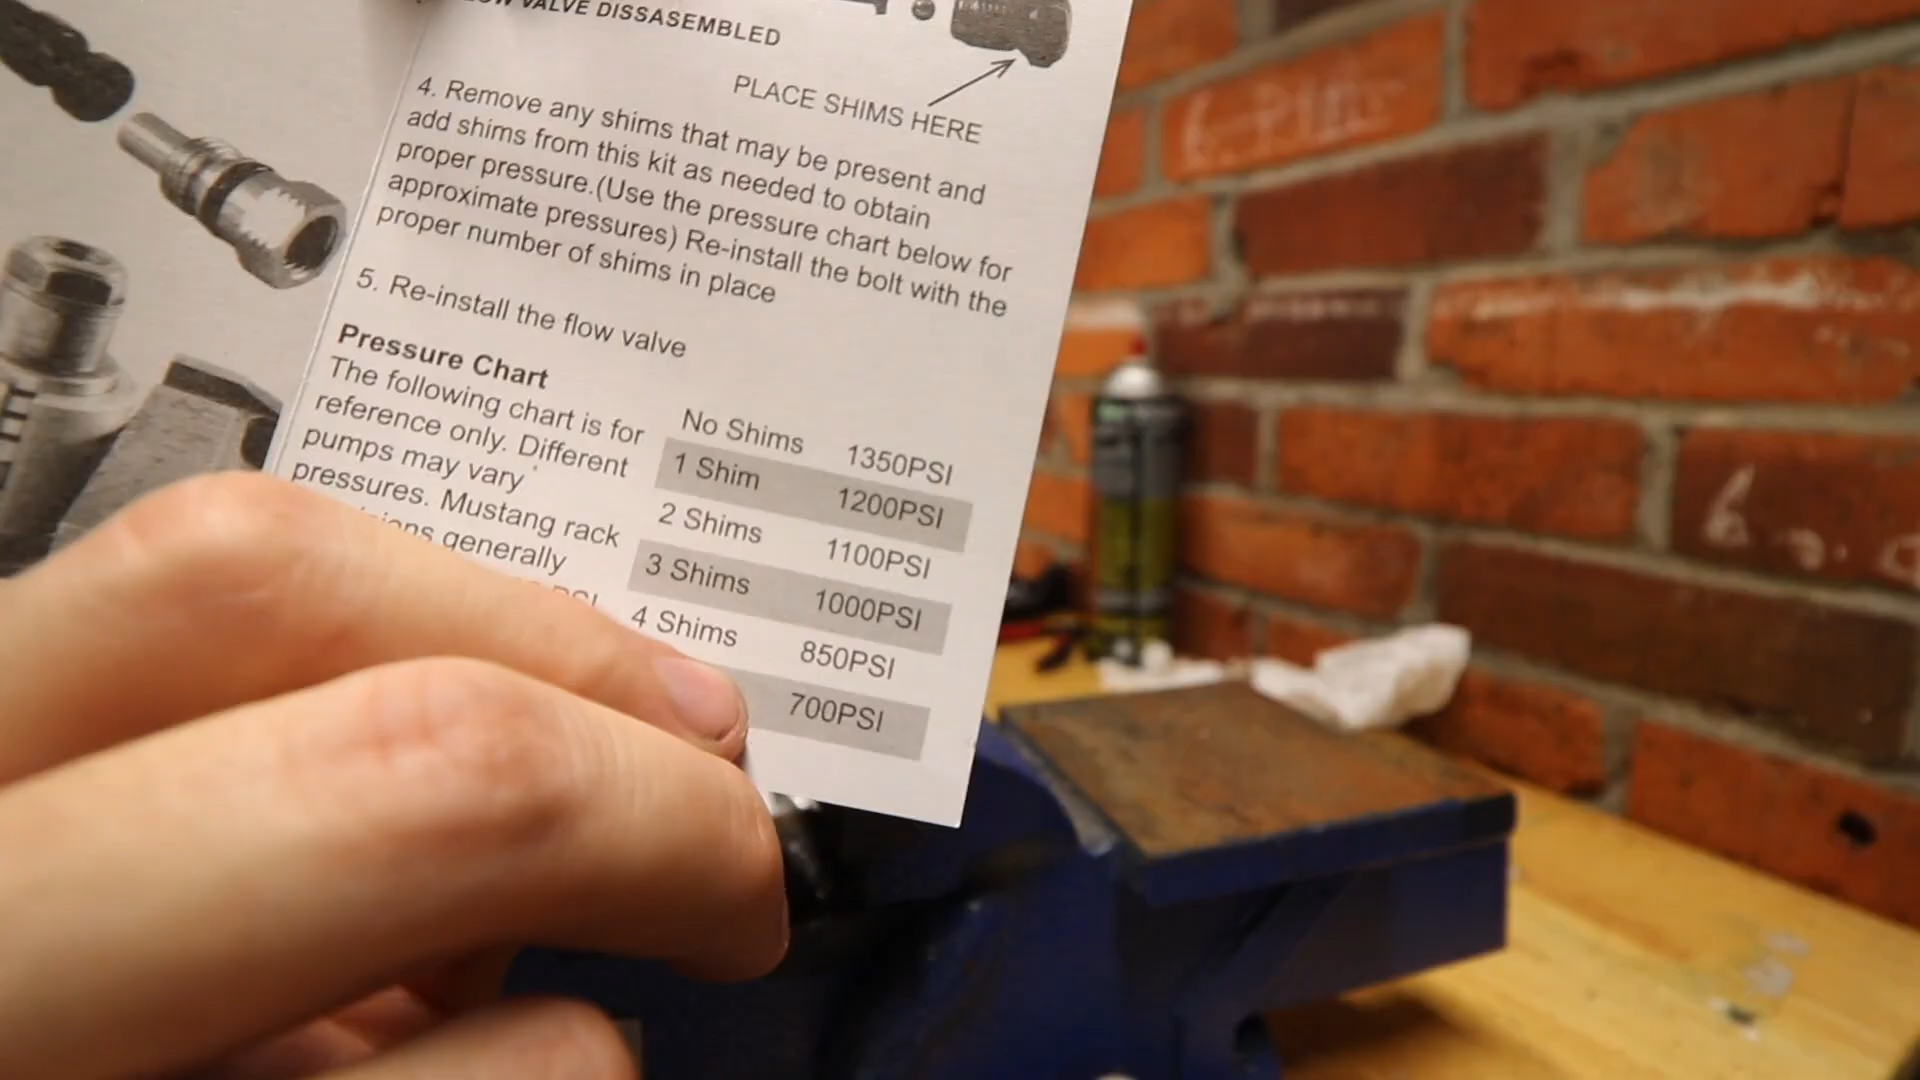 VALVE DISSASEMBLED
PLACE SHIMS HERE
4. Remove any shims that may be present and
add shims from this kit as needed to obtain
proper pressure.(Use the pressure chart below for
approximate pressures) Re-install the bolt with the
proper number of shims in place
5. Re-install the flow valve
Pressure Chart
The following chart is for
reference only. Different
pumps may vary
pressures. Mustang rack
generally
PSI
No Shims 1350PSI
1 Shim 1200PSI
2 Shims 1100PSI
3 Shims 1000PSI
4 Shims 850PSI
700PSI